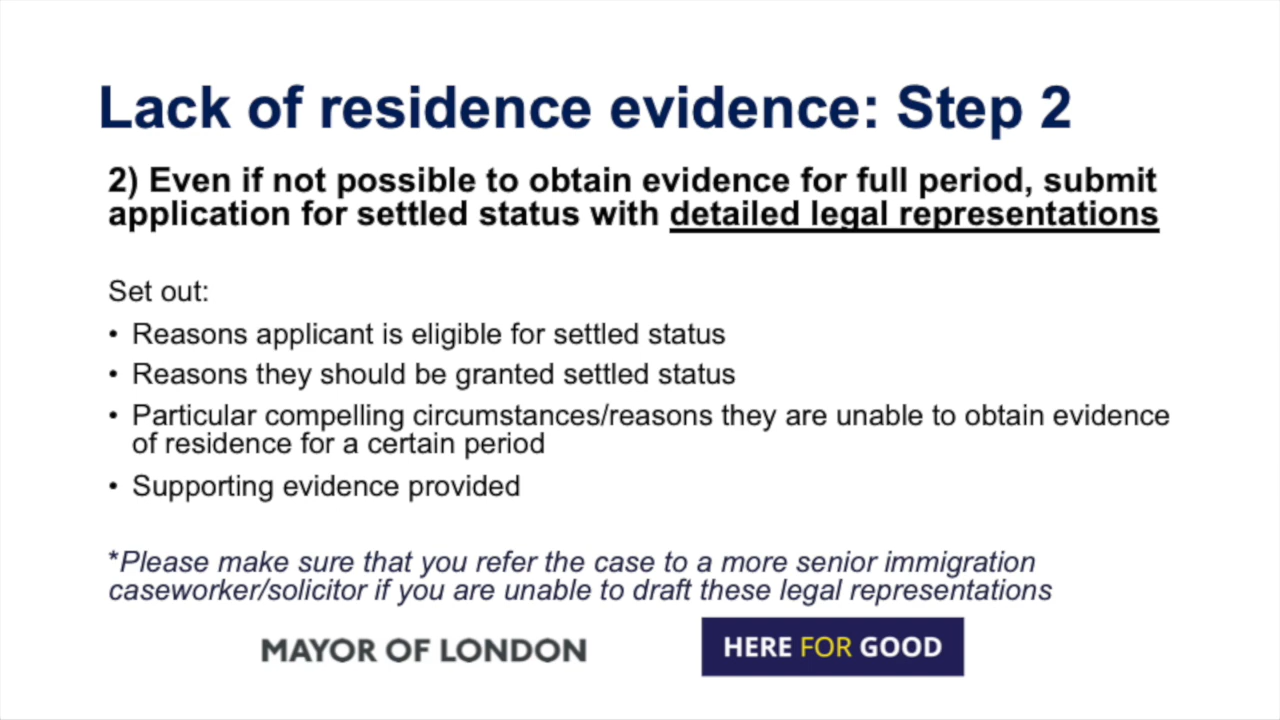 Lack of residence evidence: Step 2
2) Even if not possible to obtain evidence for full period, submit
application for settled status with detailed legal representations
Set out:
• Reasons applicant is eligible for settled status
• Reasons they should be granted settled status
• Particular compelling circumstances/reasons they are unable to obtain evidence
of residence for a certain period
• Supporting evidence provided
*Please make sure that you refer the case to a more senior immigration
caseworker/solicitor if you are unable to draft these legal representations
MAYOR OF LONDON
HERE FOR GOOD